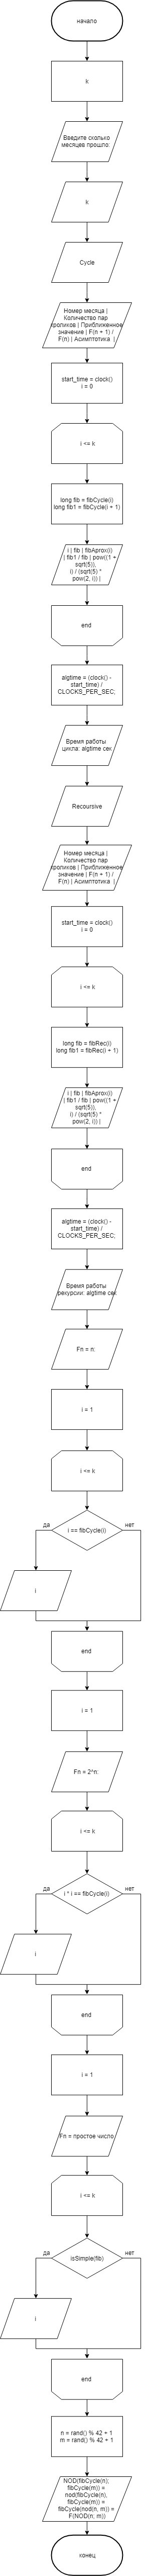 начало
k
Введите сколько
месяцев прошло:
k
Cycle
Номер месяца |
Количество пар
кроликов | Приближенное
значение | F(n + 1) /
F(n) | Асимптотика  |
start_time = clock()
i = 0
i <= k
long fib = fibCycle(i)
long fib1 = fibCycle(i + 1)
i | fib | fibAprox(i)
| fib1 / fib | pow((1 +
sqrt(5)),
i) / (sqrt(5) *
pow(2, i)) |
end
algtime = (clock() -
start_time) /
CLOCKS_PER_SEC;
Время работы
цикла: algtime сек
Recoursive
Номер месяца |
Количество пар
кроликов | Приближенное
значение | F(n + 1) /
F(n) | Асимптотика  |
start_time = clock()
i = 0
i <= k
long fib = fibRec(i)
long fib1 = fibRec(i + 1)
i | fib | fibAprox(i)
| fib1 / fib | pow((1 +
sqrt(5)),
i) / (sqrt(5) *
pow(2, i)) |
end
algtime = (clock() -
start_time) /
CLOCKS_PER_SEC;
Время работы
рекурсии: algtime сек
Fn = n:
i = 1
i <= k
да
i == fibCycle(i)
нет
i
end
i = 1
Fn = 2^n:
i <= k
да
i * i == fibCycle(i)
нет
i
end
i = 1
Fn = простое число
i <= k
да
isSimple(fib)
нет
i
end
n = rand() % 42 + 1
m = rand() % 42 + 1
NOD(fibCycle(n);
fibCycle(m)) =
nod(fibCycle(n),
fibCycle(m)) =
fibCycle(nod(n, m)) =
F(NOD(n; m))
конец